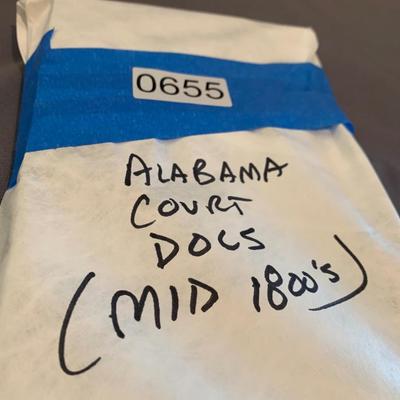 0655
ALABAMA
COURT
DOCS
(MID 1800's)